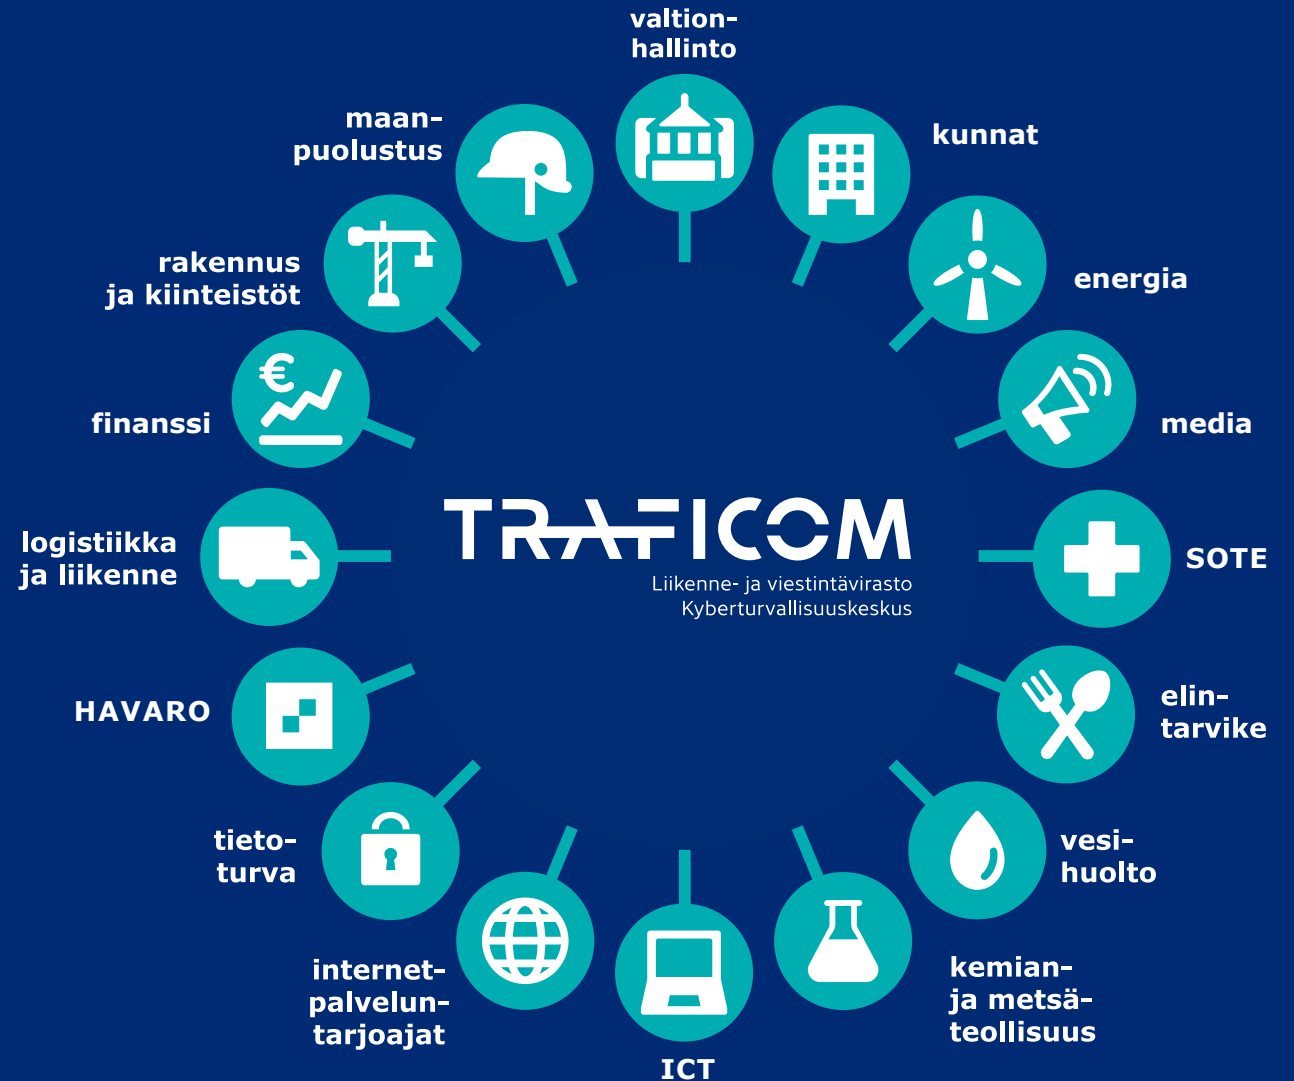 valtion-
hallinto
kunnat
energia
media
SOTE
elin-
tarvike
vesi-
huolto
kemian-
ja metsä-
teollisuus
ICT
internet-
palvelun-
tarjoajat
tieto-
turva
HAVARO
logistiikka
ja liikenne
finanssi
rakennus
ja kiinteistöt
maan-
puolustus
TRAFICOM
Liikenne- ja viestintävirasto
Kyberturvallisuuskeskus
€